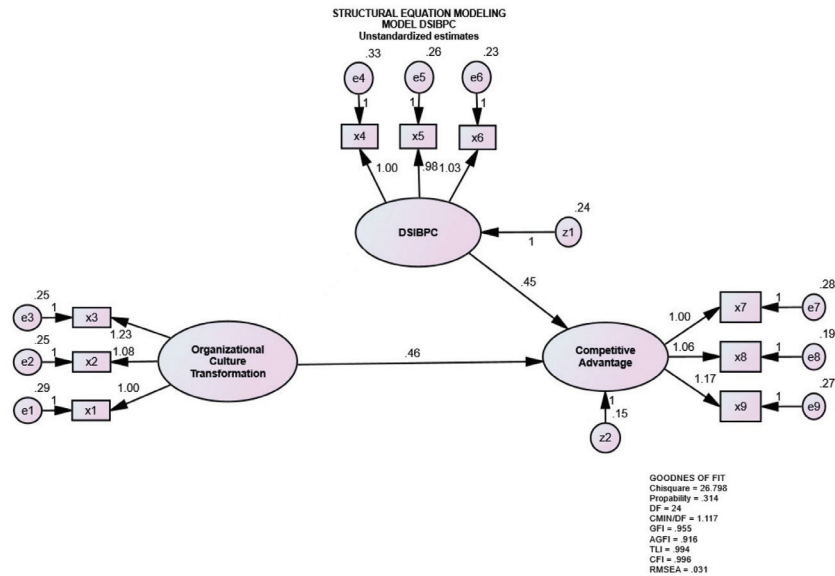 STRUCTURAL EQUATION MODELING
MODEL DSIBPC
Unstandardized estimates
.33
.26
.23
e4
e5
e6
1
1
1
x4
x5
x6
1.00
.98
1.03
DSIBPC
.24
z1
1
.45
.25
e3
1
x3
1.23
.25
e2
1
x2
1.08
.29
e1
1
x1
1.00
Organizational
Culture
Transformation
.46
Competitive
Advantage
1.00
x7
1
.28
e7
1.06
x8
1
.19
e8
1.17
x9
1
.27
e9
1
.15
z2
GOODNES OF FIT
Chisquare = 26.798
Propability = .314
DF = 24
CMIN/DF = 1.117
GFI = .955
AGFI = .916
TLI = .994
CFI = .996
RMSEA = .031